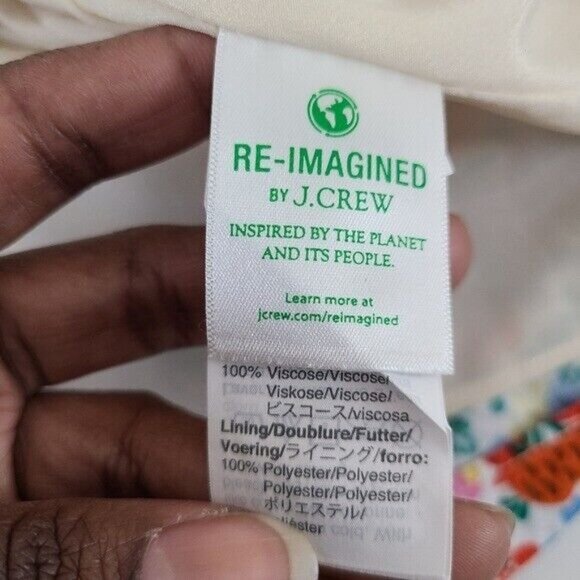 RE-IMAGINED
BY J.CREW
INSPIRED BY THE PLANET
AND ITS PEOPLE.
Learn more at
jcrew.com/reimagined
100% Viscose/Viscose/
Viskose/Viscose/
ビスコース/viscosa
Lining/Doublure/Futter/
Voering/ライニング/forro:
100% Polyester/Polyester/
Polyester/Polyester/
ポリエステル/